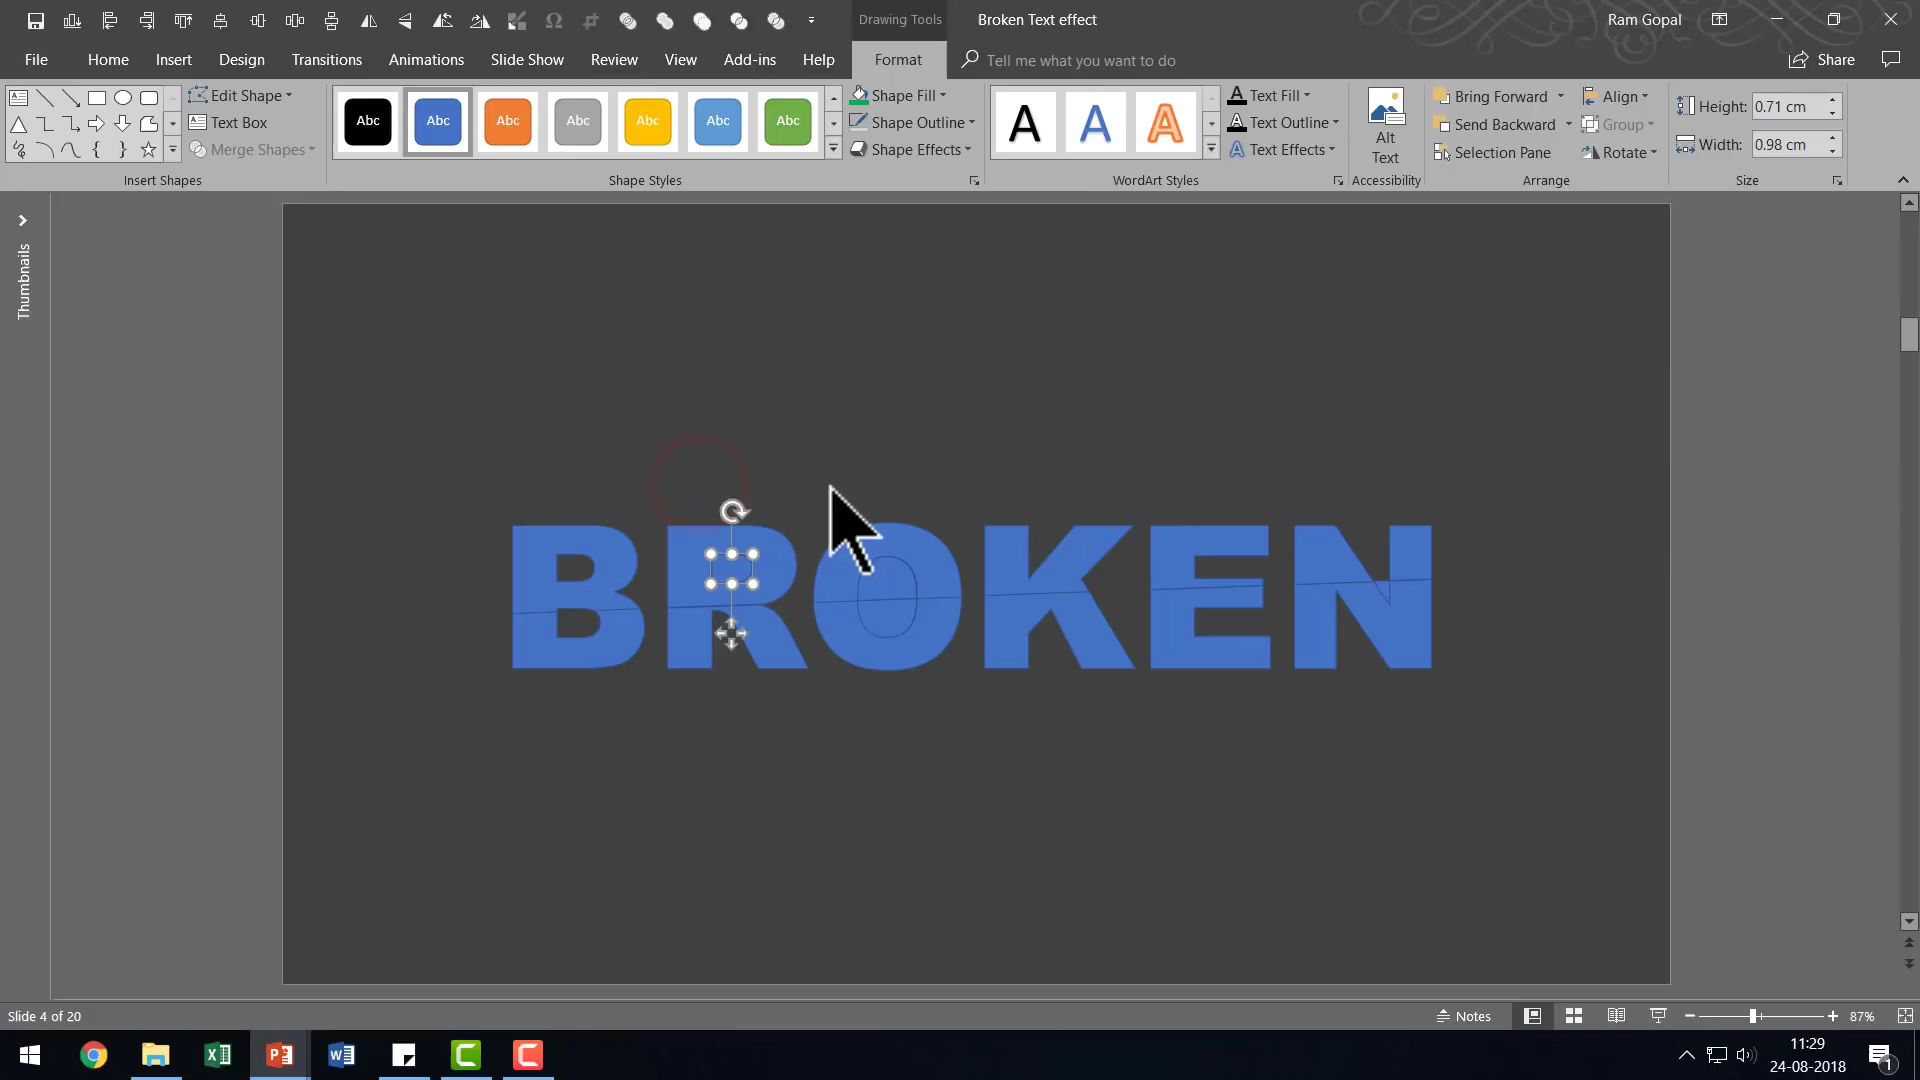 Drawing Tools
Broken Text effect
Ram Gopal
File
Home
Insert
Design
Transitions
Animations
Slide Show
Review
View
Add-ins
Help
Format
Tell me what you want to do
Share
Edit Shape
Text Box
Merge Shapes
Insert Shapes
Abc
Abc
Abc
Abc
Abc
Abc
Abc
Shape Fill
Shape Outline
Shape Effects
Shape Styles
A
A
A
Text Fill
Text Outline
Text Effects
WordArt Styles
Alt
Text
Accessibility
Bring Forward
Send Backward
Selection Pane
Align
Group
Rotate
Arrange
Height: 0.71 cm
Width: 0.98 cm
Size
Thumbnails
BROKEN
Slide 4 of 20
Notes
87%
11:29
24-08-2018
1